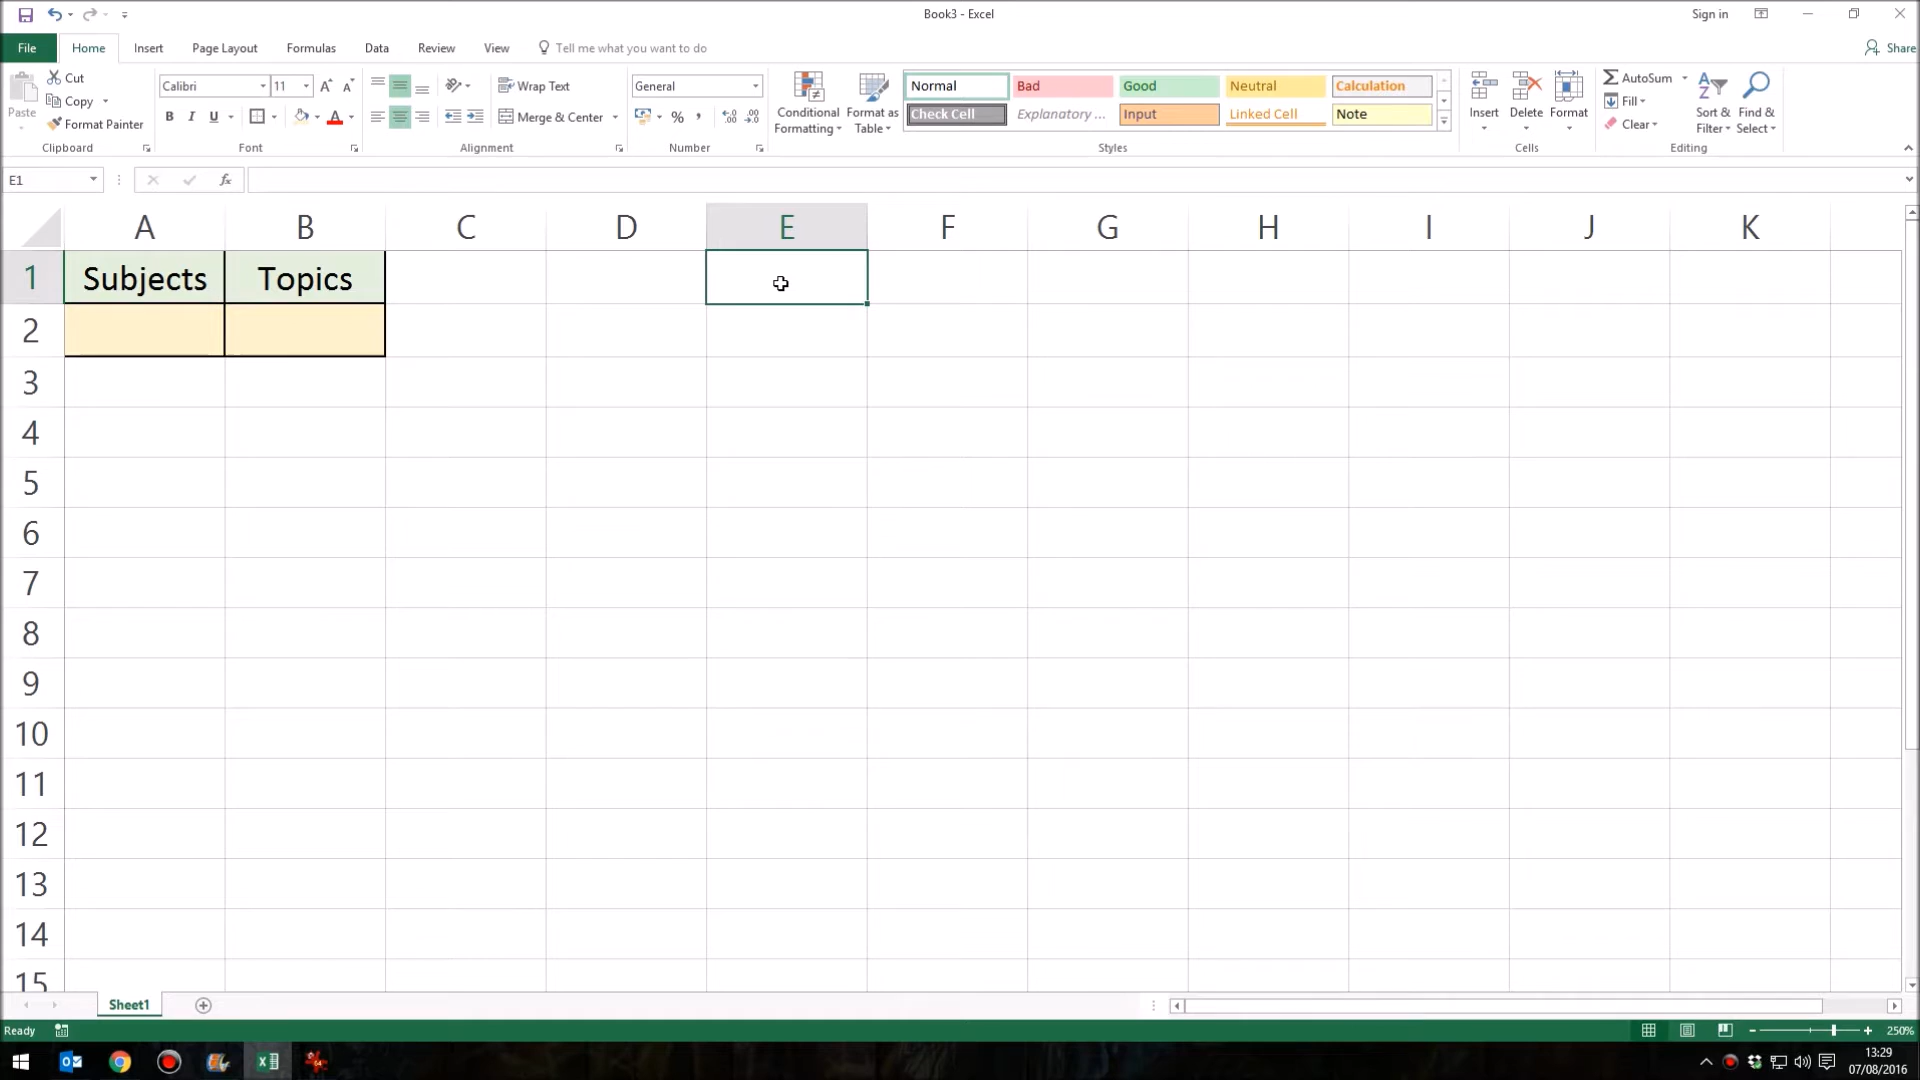 Book3 - Excel
Sign in
File Home Insert Page Layout Formulas Data Review View Tell me what you want to do Share
Cut
Copy
Format Painter
Paste
Clipboard
Calibri 11
B I U
Font
Wrap Text
Merge & Center
Alignment
General
%
Number
Conditional Formatting
Format as Table
Normal Bad Good Neutral Calculation
Check Cell Explanatory ... Input Linked Cell Note
Styles
Insert Delete Format
Cells
AutoSum
Fill
Clear
Sort & Filter
Find & Select
Editing
E1
fx
A B C D E F G H I J K
1 Subjects Topics
2
3
4
5
6
7
8
9
10
11
12
13
14
15
Sheet1
Ready
250%
13:29
07/08/2016